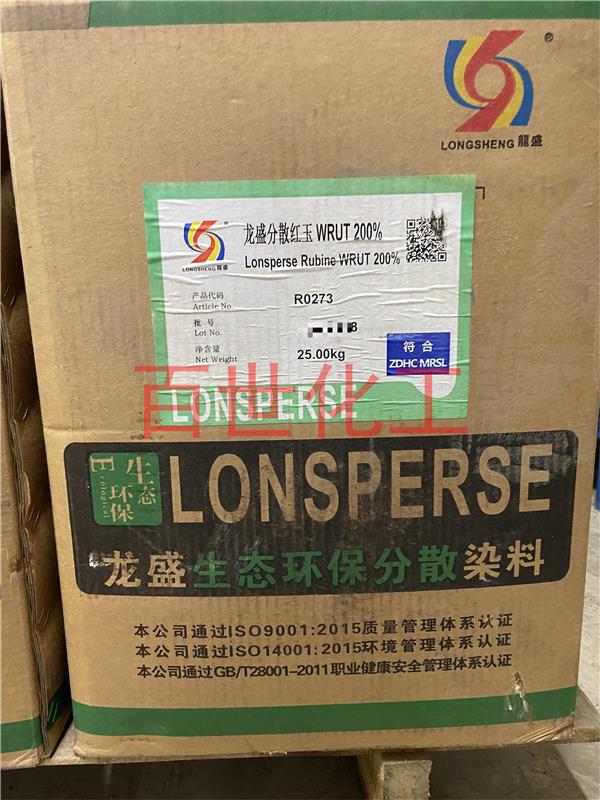 ®
LONGSHENG 龍盛
龙盛分散红玉 WRUT 200%
Lonsperse Rubine WRUT 200%
®
LONGSHENG 龍盛
产品代码
Article No.
R0273
批 号
Lot No.
8
净含量
Net Weight
25.00kg
符 合
ZDHC MRSL
百世化工
LONSPERSE
生态
环保
Ecological
LONSPERSE
龙盛生态环保分散染料
本公司通过ISO9001:2015质量管理体系认证
本公司通过ISO14001:2015环境管理体系认证
本公司通过GB/T28001-2011职业健康安全管理体系认证